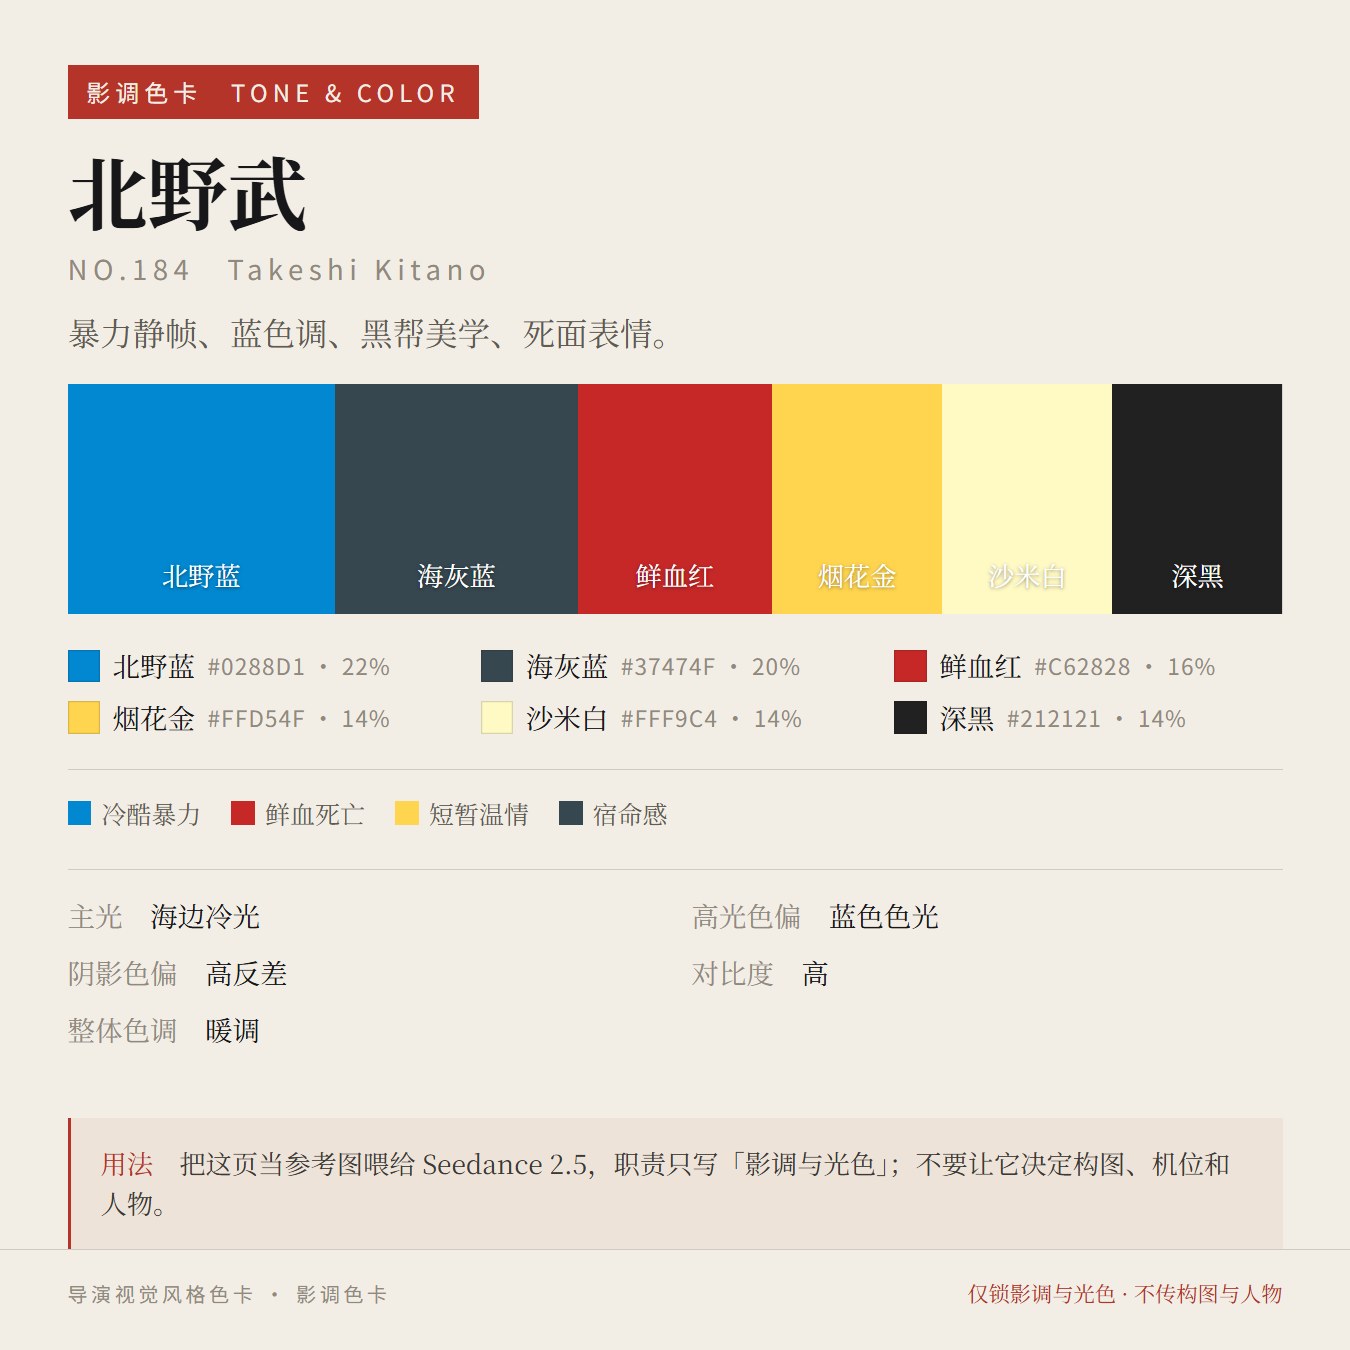 影调色卡 TONE & COLOR
北野武
NO.184 Takeshi Kitano
暴力静帧、蓝色调、黑帮美学、死面表情。
北野蓝 海灰蓝 鲜血红 烟花金 沙米白 深黑
北野蓝 #0288D1 • 22% 海灰蓝 #37474F • 20% 鲜血红 #C62828 • 16%
烟花金 #FFD54F • 14% 沙米白 #FFF9C4 • 14% 深黑 #212121 • 14%
冷酷暴力 鲜血死亡 短暂温情 宿命感
主光 海边冷光 高光色偏 蓝色色光
阴影色偏 高反差 对比度 高
整体色调 暖调
用法 把这页当参考图喂给 Seedance 2.5，职责只写「影调与光色」；不要让它决定构图、机位和
人物。
导演视觉风格色卡 • 影调色卡 仅锁影调与光色 · 不传构图与人物